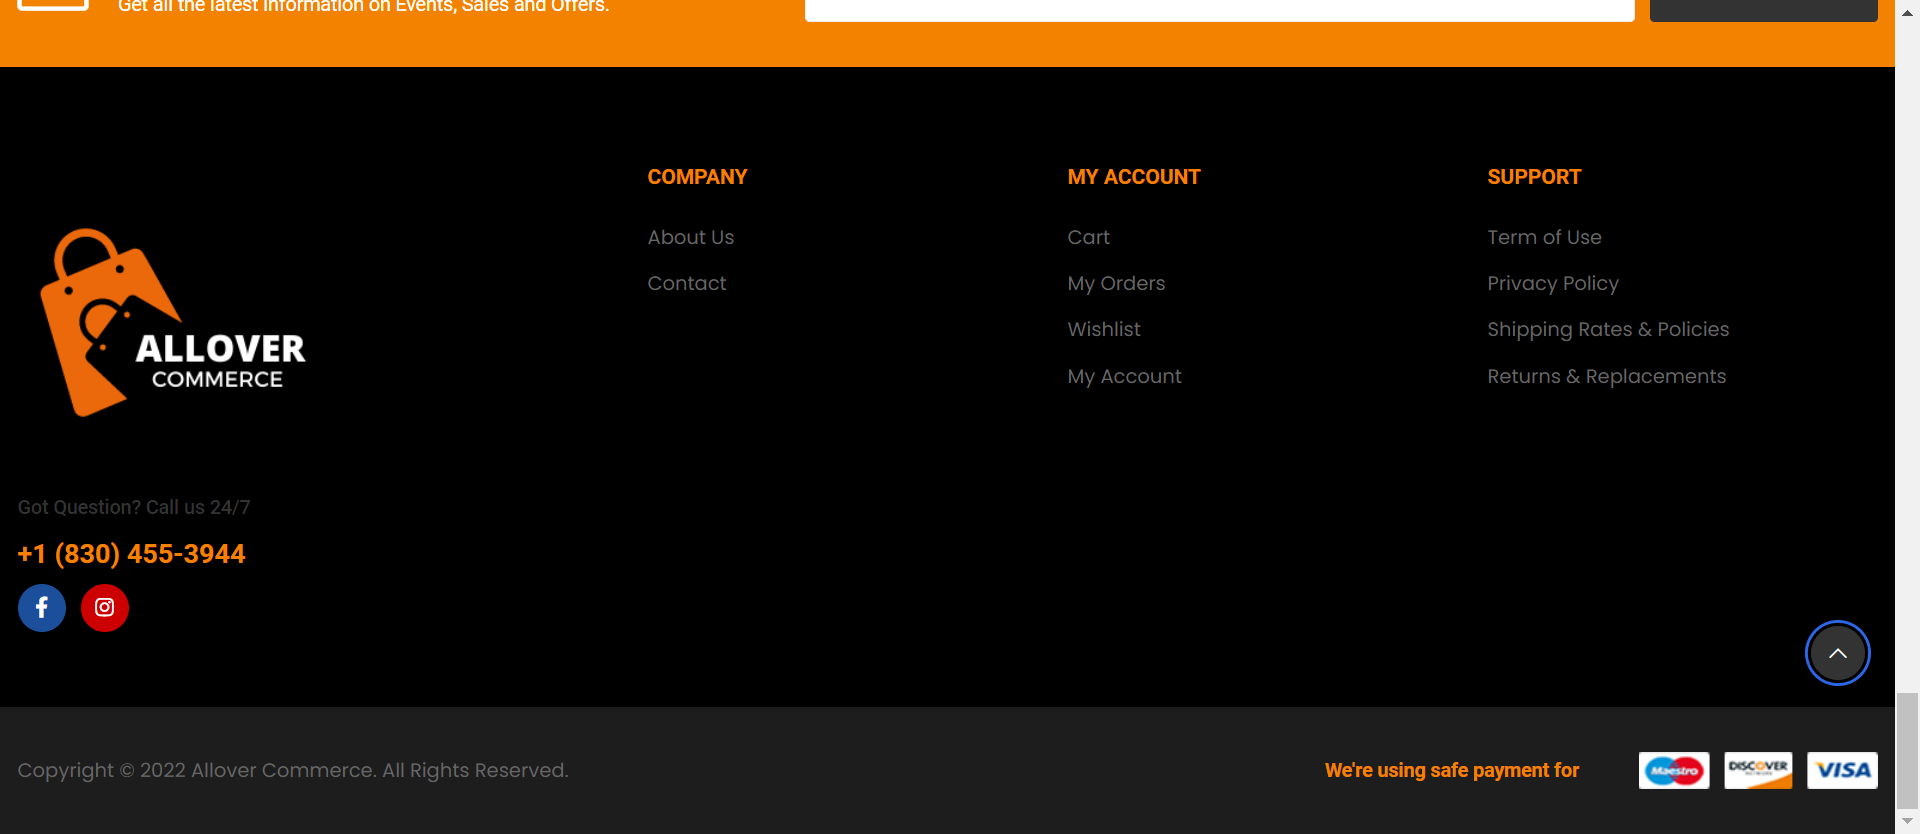 Get all the latest information on Events, Sales and Offers.
COMPANY
About Us
Contact
MY ACCOUNT
Cart
My Orders
Wishlist
My Account
SUPPORT
Term of Use
Privacy Policy
Shipping Rates & Policies
Returns & Replacements
ALLOVER
COMMERCE
Got Question? Call us 24/7
+1 (830) 455-3944
Copyright © 2022 Allover Commerce. All Rights Reserved.
We're using safe payment for
Maestro
DISCOVER
NETWORK
VISA